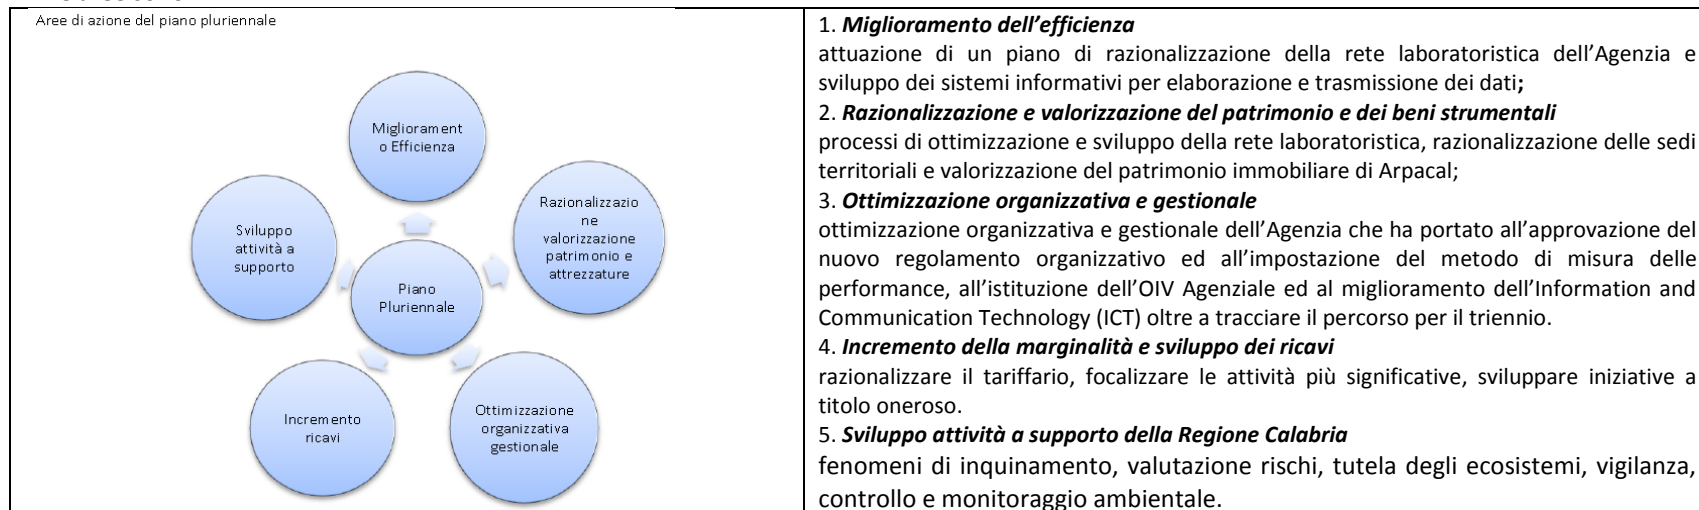 Aree di azione del piano pluriennale
Migliorament
o Efficienza
Razionalizzazio
ne
valorizzazione
patrimonio e
attrezzature
Sviluppo
attività a
supporto
Piano
Pluriennale
Incremento
ricavi
Ottimizzazione
organizzativa
gestionale
1. Miglioramento dell’efficienza
attuazione di un piano di razionalizzazione della rete laboratoristica dell’Agenzia e
sviluppo dei sistemi informativi per elaborazione e trasmissione dei dati;
2. Razionalizzazione e valorizzazione del patrimonio e dei beni strumentali
processi di ottimizzazione e sviluppo della rete laboratoristica, razionalizzazione delle sedi
territoriali e valorizzazione del patrimonio immobiliare di Arpacal;
3. Ottimizzazione organizzativa e gestionale
ottimizzazione organizzativa e gestionale dell’Agenzia che ha portato all’approvazione del
nuovo regolamento organizzativo ed all’impostazione del metodo di misura delle
performance, all’istituzione dell’OIV Agenziale ed al miglioramento dell’Information and
Communication Technology (ICT) oltre a tracciare il percorso per il triennio.
4. Incremento della marginalità e sviluppo dei ricavi
razionalizzare il tariffario, focalizzare le attività più significative, sviluppare iniziative a
titolo oneroso.
5. Sviluppo attività a supporto della Regione Calabria
fenomeni di inquinamento, valutazione rischi, tutela degli ecosistemi, vigilanza,
controllo e monitoraggio ambientale.